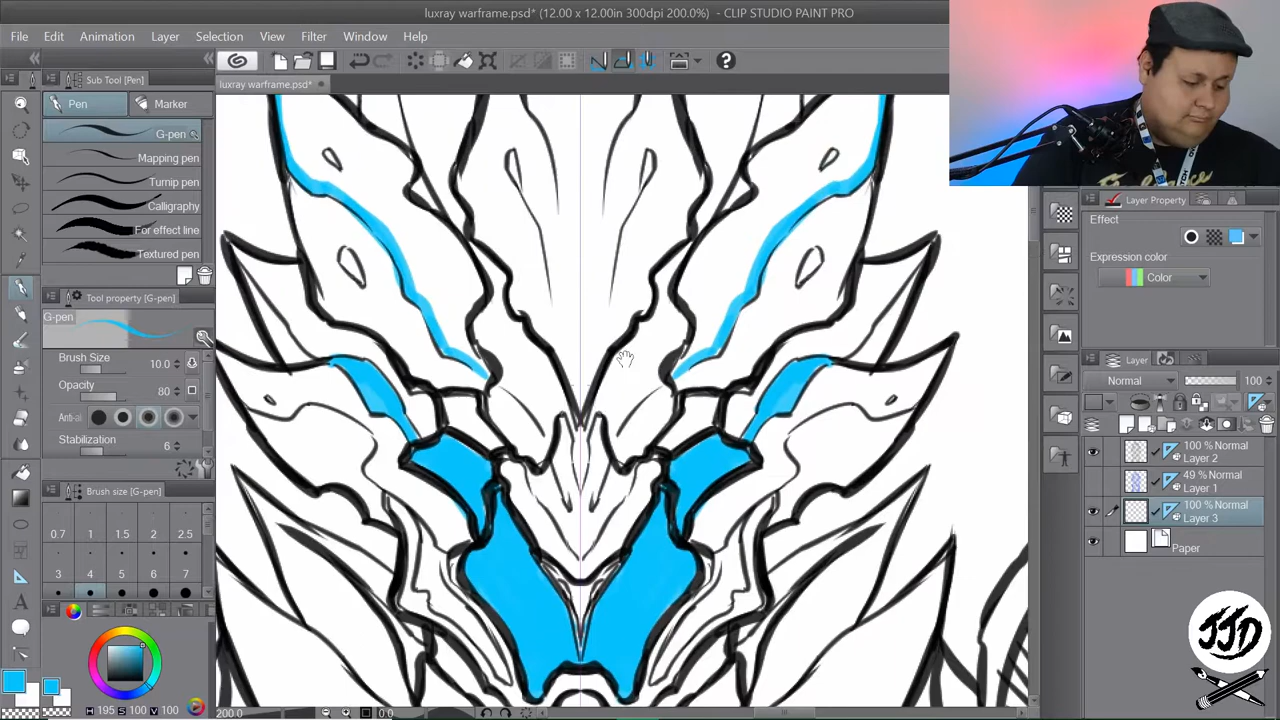 luxray warframe.psd* (12.00 x 12.00in 300dpi 200.0%) - CLIP STUDIO PAINT PRO
File Edit Animation Layer Selection View Filter Window Help
Sub Tool [Pen]
luxray warframe.psd*
Pen Marker
G-pen
Mapping pen
Turnip pen
Calligraphy
For effect line
Textured pen
Tool property [G-pen]
G-pen
Brush Size 10.0
Opacity 80
Anti-al
Stabilization 6
Brush size [G-pen]
0.7 1 1.5 2 2.5
3 4 5 6 7
H 195 S 100 V 100
200.0 0.0
Layer Property
Effect
Expression color
Color
Layer
Normal 100
100 % Normal
Layer 2
49 % Normal
Layer 1
100 % Normal
Layer 3
Paper
JJD